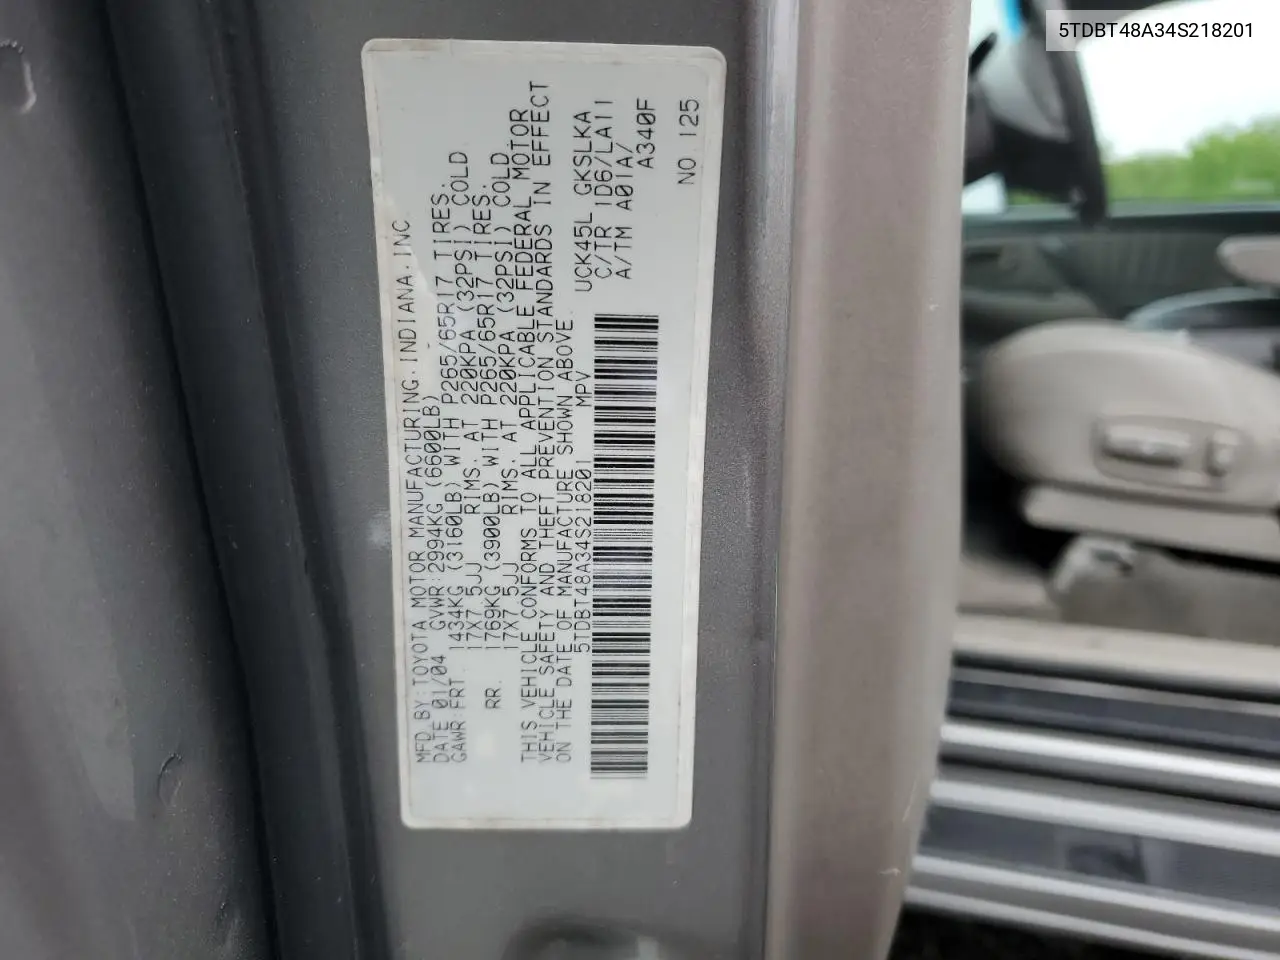 5TDBT48A34S218201
MFD BY:TOYOTA MOTOR MANUFACTURING.INDIANA.INC
DATE 01/04 GVWR:2994KG (6600LB)
GAWR:FRT. 1434KG (3160LB) WITH P265/65R17 TIRES.
17X7.5JJ RIMS. AT 220KPA (32PSI) COLD
RR. 1769KG (3900LB) WITH P265/65R17 TIRES.
17X7.5JJ RIMS. AT 220KPA (32PSI) COLD
THIS VEHICLE CONFORMS TO ALL APPLICABLE FEDERAL MOTOR
VEHICLE SAFETY AND THEFT PREVENTION STANDARDS IN EFFECT
ON THE DATE OF MANUFACTURE SHOWN ABOVE.
5TDBT48A34S218201 MPV UCK45L GKSLKA
C/TR 1D6/LA11
A/TM A01A/
A340F
NO.125